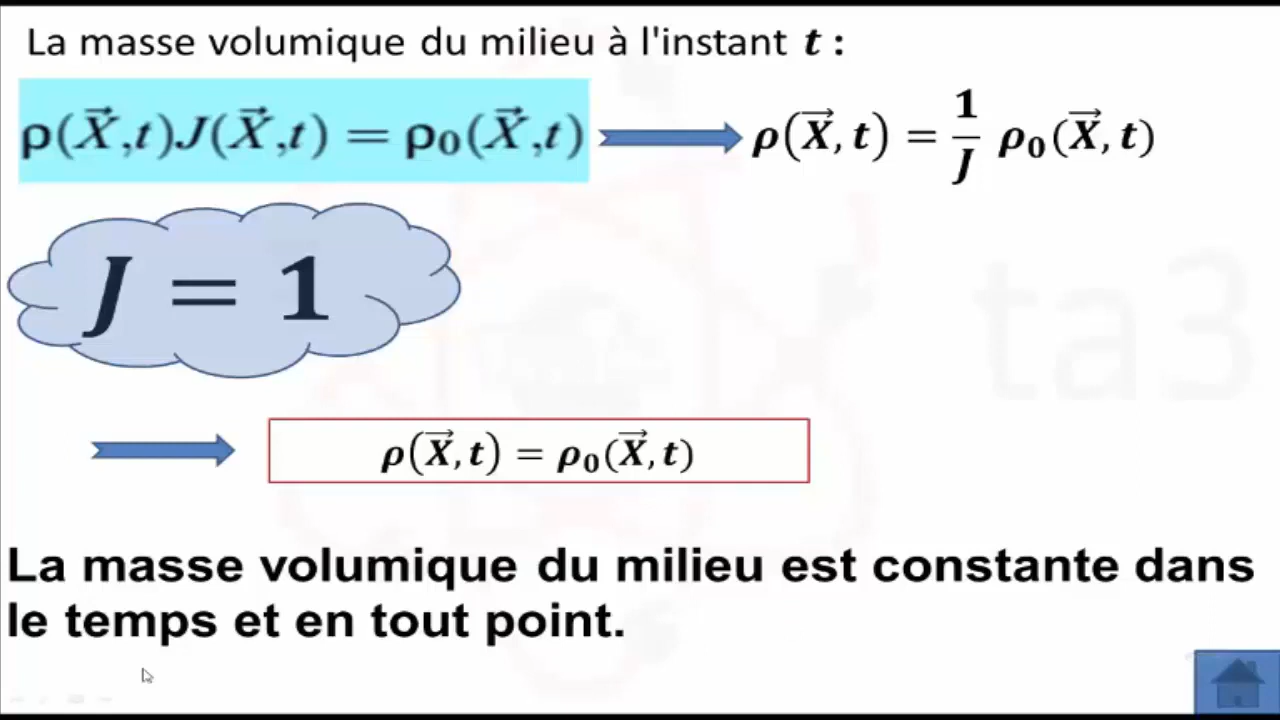 La masse volumique du milieu à l'instant t :
ρ(X⃗,t)J(X⃗,t) = ρ₀(X⃗,t)
ρ(X⃗, t) = 1/J ρ₀(X⃗, t)
J = 1
ρ(X⃗, t) = ρ₀(X⃗, t)
La masse volumique du milieu est constante dans
le temps et en tout point.
ta3